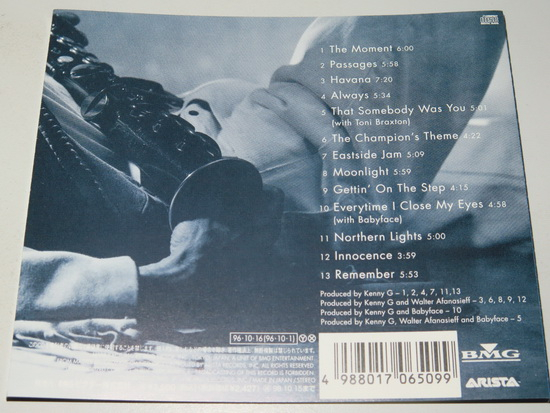 1 The Moment 6:00
2 Passages 5:58
3 Havana 7:20
4 Always 5:34
5 That Somebody Was You 5:01
(with Toni Braxton)
6 The Champion's Theme 4:22
7 Eastside Jam 5:09
8 Moonlight 5:59
9 Gettin' On The Step 4:15
10 Everytime I Close My Eyes 4:58
(with Babyface)
11 Northern Lights 5:00
12 Innocence 3:59
13 Remember 5:53
Produced by Kenny G – 1, 2, 4, 7, 11,13
Produced by Kenny G and Walter Afanasieff – 3, 6, 8, 9, 12
Produced by Kenny G and Babyface – 10
Produced by Kenny G, Walter Afanasieff and Babyface – 5
96·10·16(96·10·1)
4 988017 065099
BMG
ARISTA